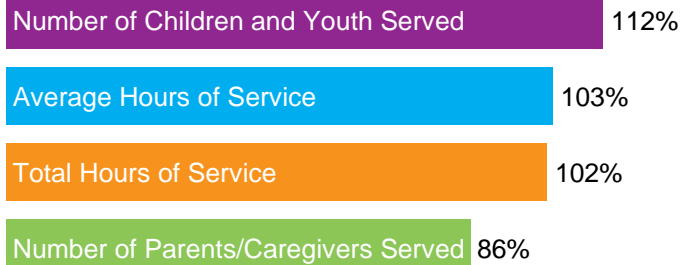 Number of Children and Youth Served 112%
Average Hours of Service 103%
Total Hours of Service 102%
Number of Parents/Caregivers Served 86%